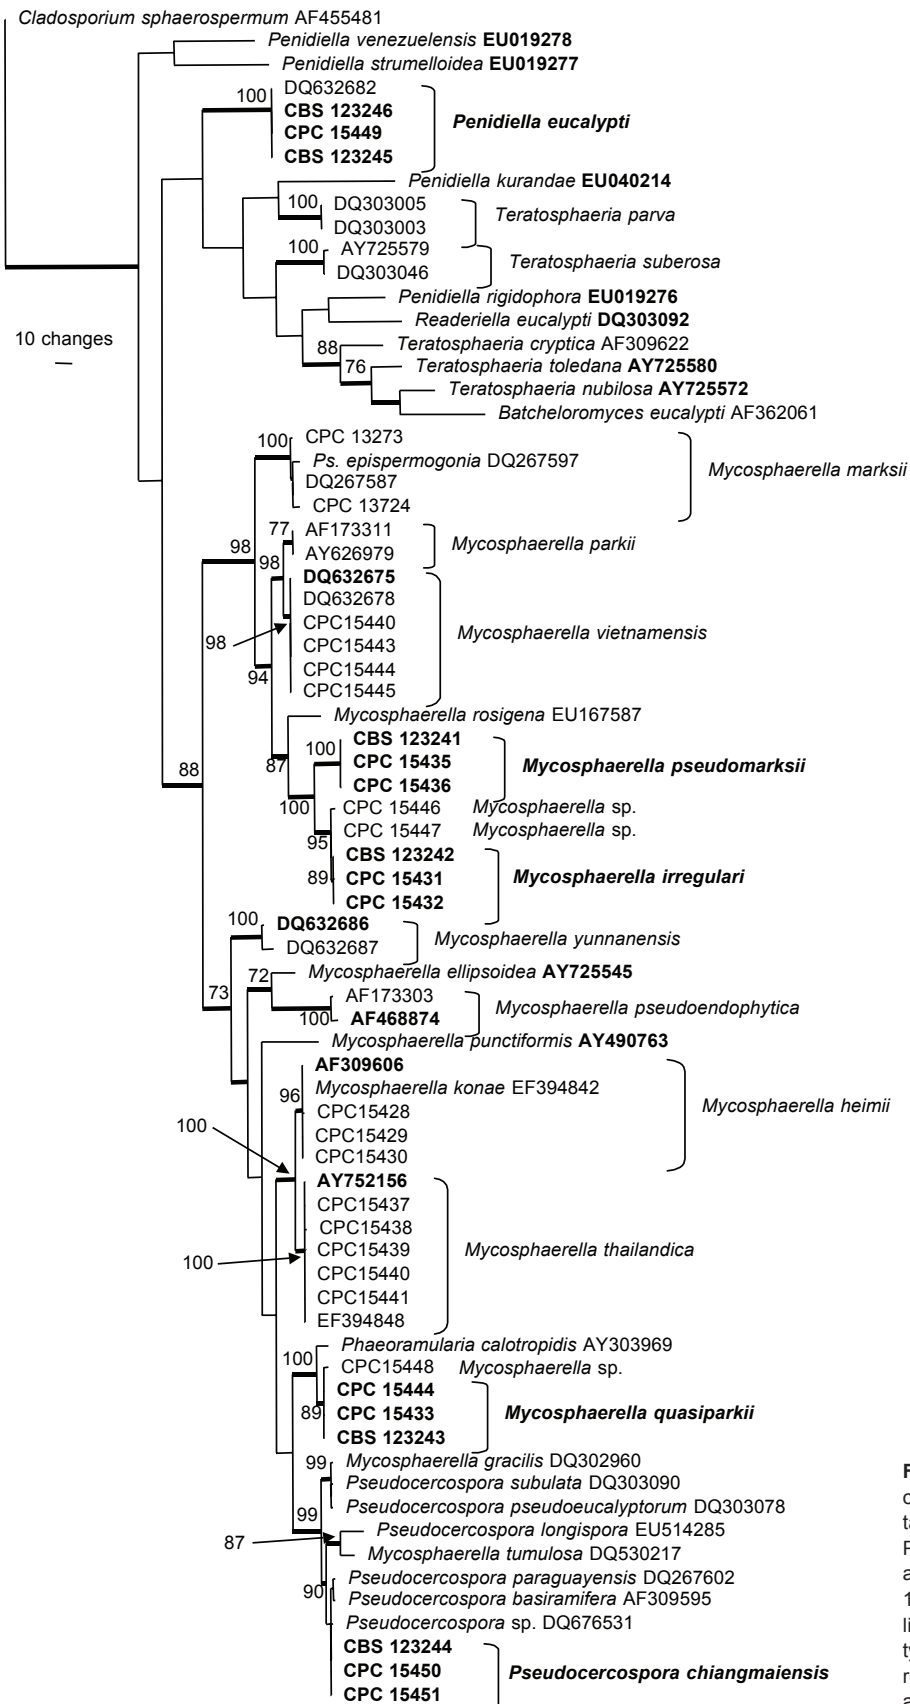 Cladosporium sphaerospermum AF455481
Penidiella venezuelensis EU019278
Penidiella strumelloidea EU019277
DQ632682
100
CBS 123246
CPC 15449
Penidiella eucalypti
CBS 123245
Penidiella kurandae EU040214
100
DQ303005
Teratosphaeria parva
DQ303003
100
AY725579
Teratosphaeria suberosa
DQ303046
Penidiella rigidophora EU019276
Readeriella eucalypti DQ303092
10 changes
88
Teratosphaeria cryptica AF309622
76
Teratosphaeria toledana AY725580
Teratosphaeria nubilosa AY725572
Batcheloromyces eucalypti AF362061
100
CPC 13273
Ps. epispermogonia DQ267597
Mycosphaerella marksii
DQ267587
CPC 13724
77
AF173311
Mycosphaerella parkii
98
98
AY626979
DQ632675
DQ632678
CPC15440
Mycosphaerella vietnamensis
98
CPC15443
CPC15444
94
CPC15445
Mycosphaerella rosigena EU167587
CBS 123241
100
CPC 15435
Mycosphaerella pseudomarksii
87
88
CPC 15436
100
CPC 15446 Mycosphaerella sp.
CPC 15447 Mycosphaerella sp.
95
CBS 123242
89
CPC 15431
Mycosphaerella irregulari
CPC 15432
100
DQ632686
Mycosphaerella yunnanensis
DQ632687
72
Mycosphaerella ellipsoidea AY725545
73
AF173303
Mycosphaerella pseudoendophytica
100
AF468874
Mycosphaerella punctiformis AY490763
AF309606
Mycosphaerella konae EF394842
96
Mycosphaerella heimii
CPC15428
100
CPC15429
CPC15430
AY752156
CPC15437
CPC15438
CPC15439
Mycosphaerella thailandica
100
CPC15440
CPC15441
EF394848
Phaeoramularia calotropidis AY303969
100
CPC15448 Mycosphaerella sp.
CPC 15444
89
CPC 15433
Mycosphaerella quasiparkii
CBS 123243
99
Mycosphaerella gracilis DQ302960
Pseudocercospora subulata DQ303090
Pseudocercospora pseudoeucalyptorum DQ303078
99
Pseudocercospora longispora EU514285
87
Mycosphaerella tumulosa DQ530217
Pseudocercospora paraguayensis DQ267602
90
Pseudocercospora basiramifera AF309595
Pseudocercospora sp. DQ676531
CBS 123244
CPC 15450
Pseudocercospora chiangmaiensis
CPC 15451